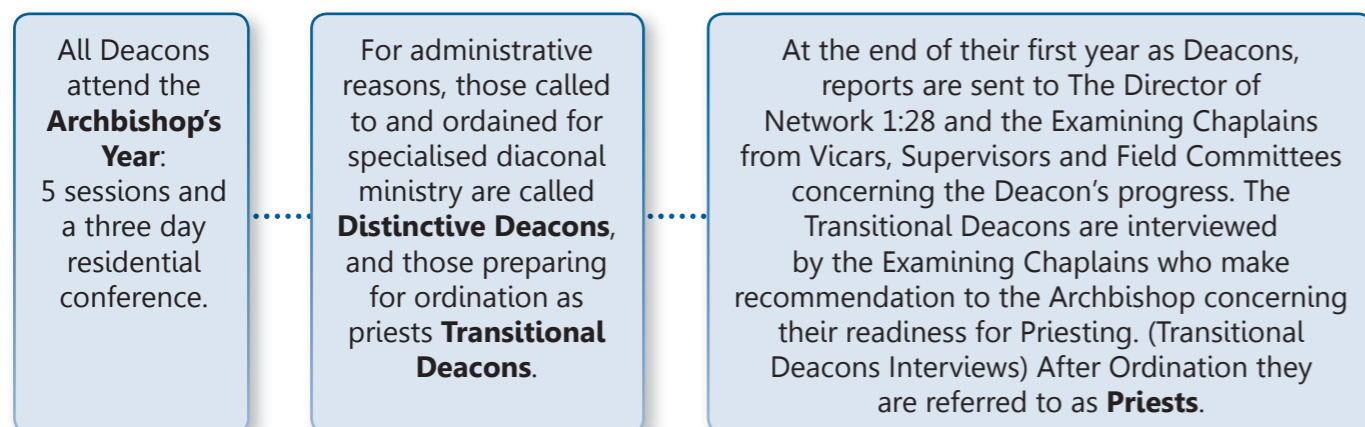 All Deacons
attend the
Archbishop's
Year:
5 sessions and
a three day
residential
conference.
For administrative
reasons, those called
to and ordained for
specialised diaconal
ministry are called
Distinctive Deacons,
and those preparing
for ordination as
priests Transitional
Deacons.
At the end of their first year as Deacons,
reports are sent to The Director of
Network 1:28 and the Examining Chaplains
from Vicars, Supervisors and Field Committees
concerning the Deacon's progress. The
Transitional Deacons are interviewed
by the Examining Chaplains who make
recommendation to the Archbishop concerning
their readiness for Priesting. (Transitional
Deacons Interviews) After Ordination they
are referred to as Priests.